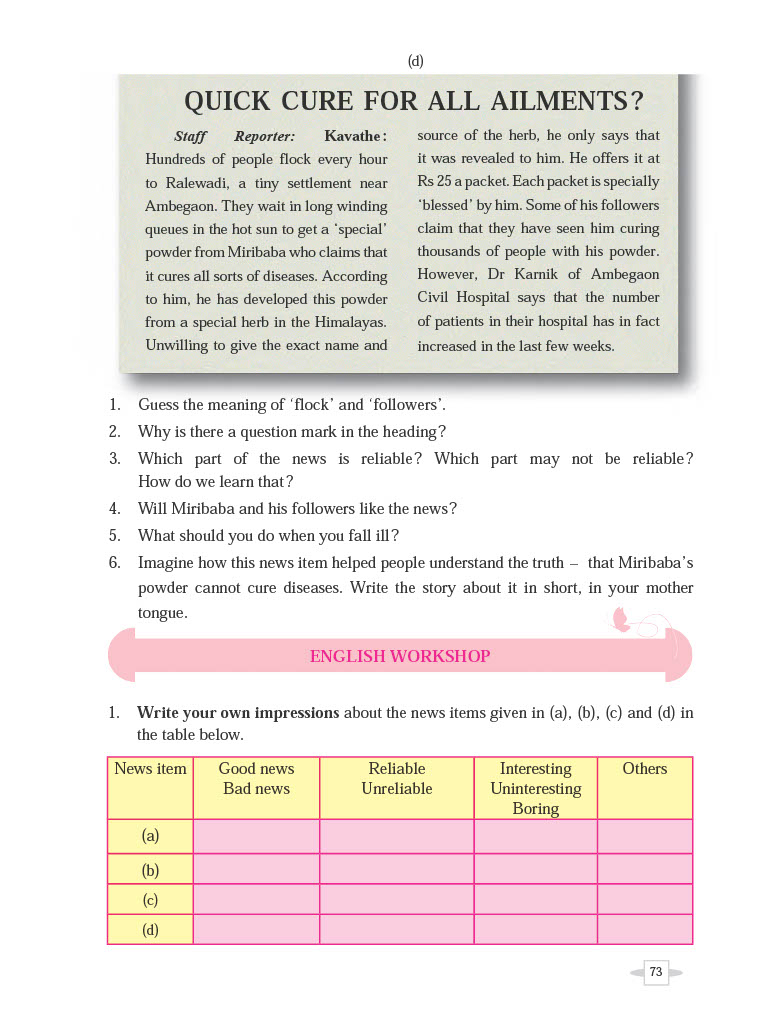 (d)
QUICK CURE FOR ALL AILMENTS?
Staff Reporter: Kavathe:
Hundreds of people flock every hour
to Ralewadi, a tiny settlement near
Ambegaon. They wait in long winding
queues in the hot sun to get a ‘special’
powder from Miribaba who claims that
it cures all sorts of diseases. According
to him, he has developed this powder
from a special herb in the Himalayas.
Unwilling to give the exact name and
source of the herb, he only says that
it was revealed to him. He offers it at
Rs 25 a packet. Each packet is specially
‘blessed’ by him. Some of his followers
claim that they have seen him curing
thousands of people with his powder.
However, Dr Karnik of Ambegaon
Civil Hospital says that the number
of patients in their hospital has in fact
increased in the last few weeks.
1. Guess the meaning of ‘flock’ and ‘followers’.
2. Why is there a question mark in the heading?
3. Which part of the news is reliable? Which part may not be reliable?
How do we learn that?
4. Will Miribaba and his followers like the news?
5. What should you do when you fall ill?
6. Imagine how this news item helped people understand the truth – that Miribaba’s
powder cannot cure diseases. Write the story about it in short, in your mother
tongue.
ENGLISH WORKSHOP
1. Write your own impressions about the news items given in (a), (b), (c) and (d) in
the table below.
News item Good news Reliable Interesting Others
Bad news Unreliable Uninteresting
Boring
(a)
(b)
(c)
(d)
73